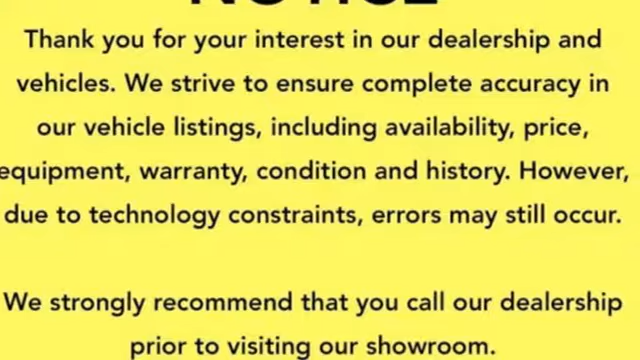 NOTICE
Thank you for your interest in our dealership and
vehicles. We strive to ensure complete accuracy in
our vehicle listings, including availability, price,
equipment, warranty, condition and history. However,
due to technology constraints, errors may still occur.
We strongly recommend that you call our dealership
prior to visiting our showroom.